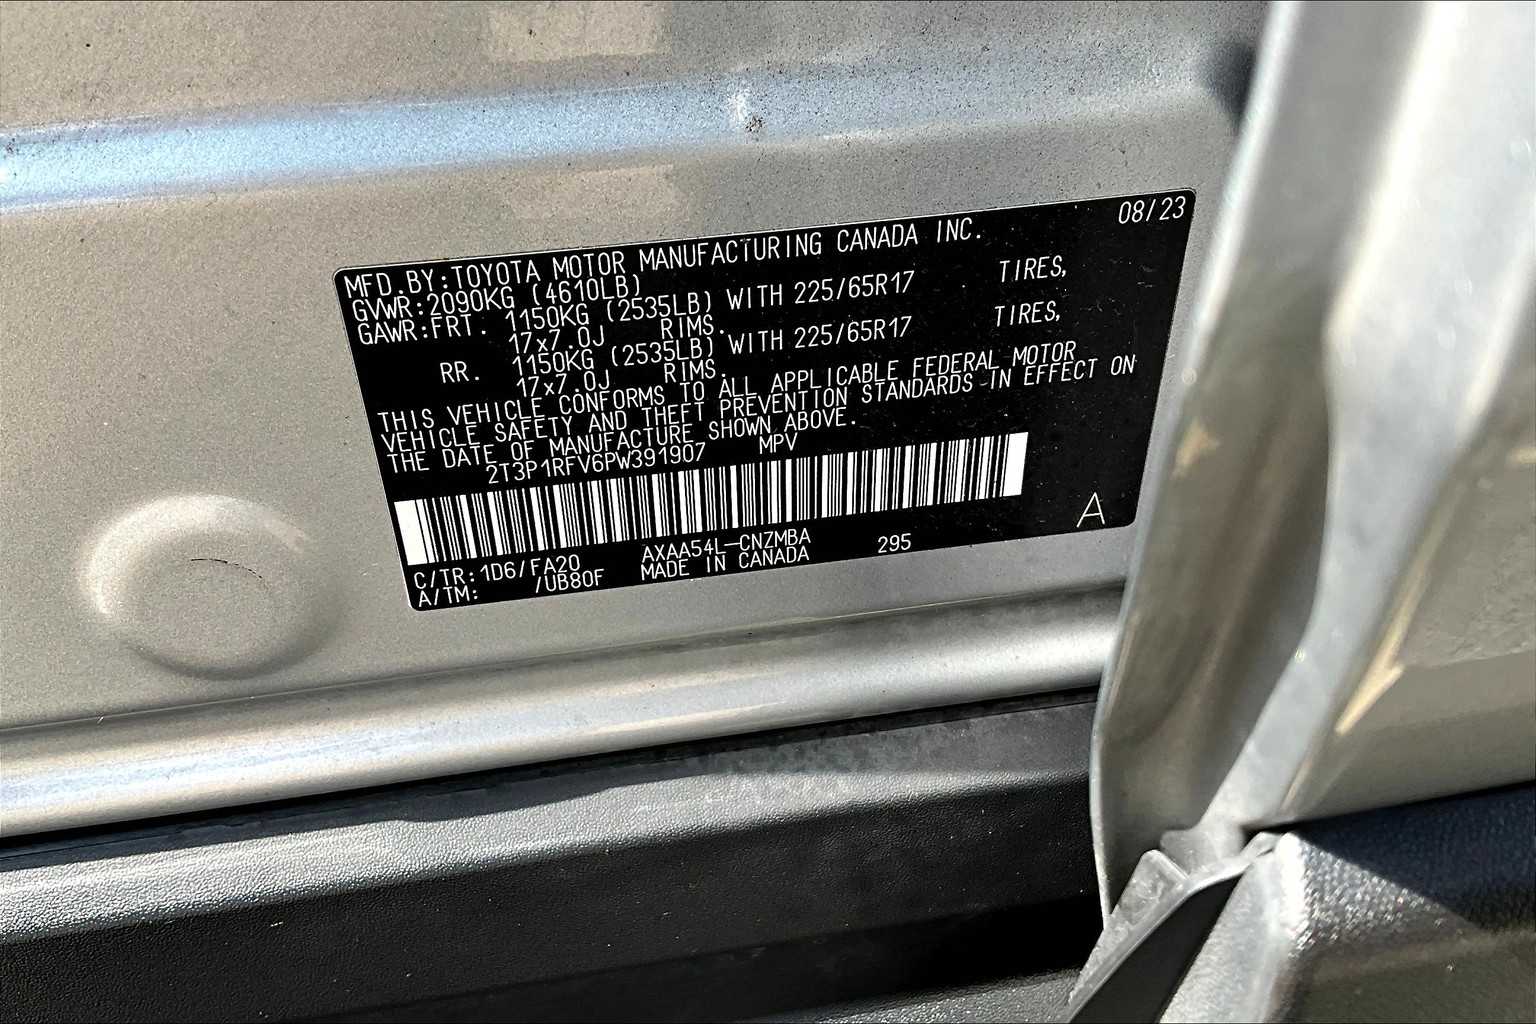 08/23
MFD.BY:TOYOTA MOTOR MANUFACTURING CANADA INC.
GVWR:2090KG (4610LB)
GAWR:FRT. 1150KG (2535LB) WITH 225/65R17 TIRES,
17x7.0J RIMS.
RR. 1150KG (2535LB) WITH 225/65R17 TIRES,
17x7.0J RIMS.
THIS VEHICLE CONFORMS TO ALL APPLICABLE FEDERAL MOTOR
VEHICLE SAFETY AND THEFT PREVENTION STANDARDS IN EFFECT ON
THE DATE OF MANUFACTURE SHOWN ABOVE.
2T3P1RFV6PW391907 MPV
A
C/TR:1D6/FA20 AXAA54L-CNZMBA 295
A/TM: /UB80F MADE IN CANADA